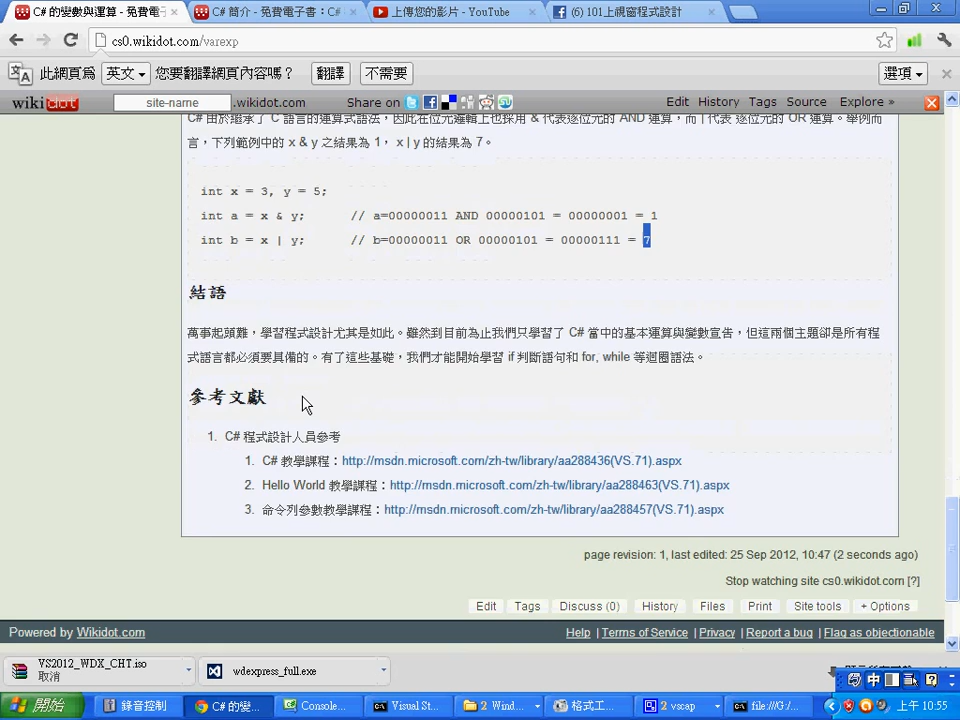 C# 的變數與運算 - 免費電子
C# 簡介 - 免費電子書：C#
上傳您的影片 - YouTube
(6) 101上視窗程式設計
cs0.wikidot.com/varexp
此網頁為 英文 您要翻譯網頁內容嗎？ 翻譯 不需要 選項
wikidot site-name .wikidot.com Share on Edit History Tags Source Explore »
C# 由於繼承了 C 語言的運算式語法，因此在位元邏輯上也採用 & 代表逐位元的 AND 運算，而 | 代表 逐位元的 OR 運算。舉例而
言，下列範例中的 x & y 之結果為 1， x | y 的結果為 7。
int x = 3, y = 5;
int a = x & y; // a=00000011 AND 00000101 = 00000001 = 1
int b = x | y; // b=00000011 OR 00000101 = 00000111 = 7
結語
萬事起頭難，學習程式設計尤其是如此。雖然到目前為止我們只學習了 C# 當中的基本運算與變數宣告，但這兩個主題卻是所有程
式語言都必須要具備的。有了這些基礎，我們才能開始學習 if 判斷語句和 for, while 等迴圈語法。
參考文獻
1. C# 程式設計人員參考
1. C# 教學課程：http://msdn.microsoft.com/zh-tw/library/aa288436(VS.71).aspx
2. Hello World 教學課程：http://msdn.microsoft.com/zh-tw/library/aa288463(VS.71).aspx
3. 命令列參數教學課程：http://msdn.microsoft.com/zh-tw/library/aa288457(VS.71).aspx
page revision: 1, last edited: 25 Sep 2012, 10:47 (2 seconds ago)
Stop watching site cs0.wikidot.com [?]
Edit Tags Discuss (0) History Files Print Site tools + Options
Powered by Wikidot.com Help | Terms of Service | Privacy | Report a bug | Flag as objectionable
VS2012_WDX_CHT.iso
取消
wdexpress_full.exe
中
開始 錄音控制 C# 的變... Console... Visual St... 2 Wind... 格式工... 2 vscap file:///G:/... 上午 10:55